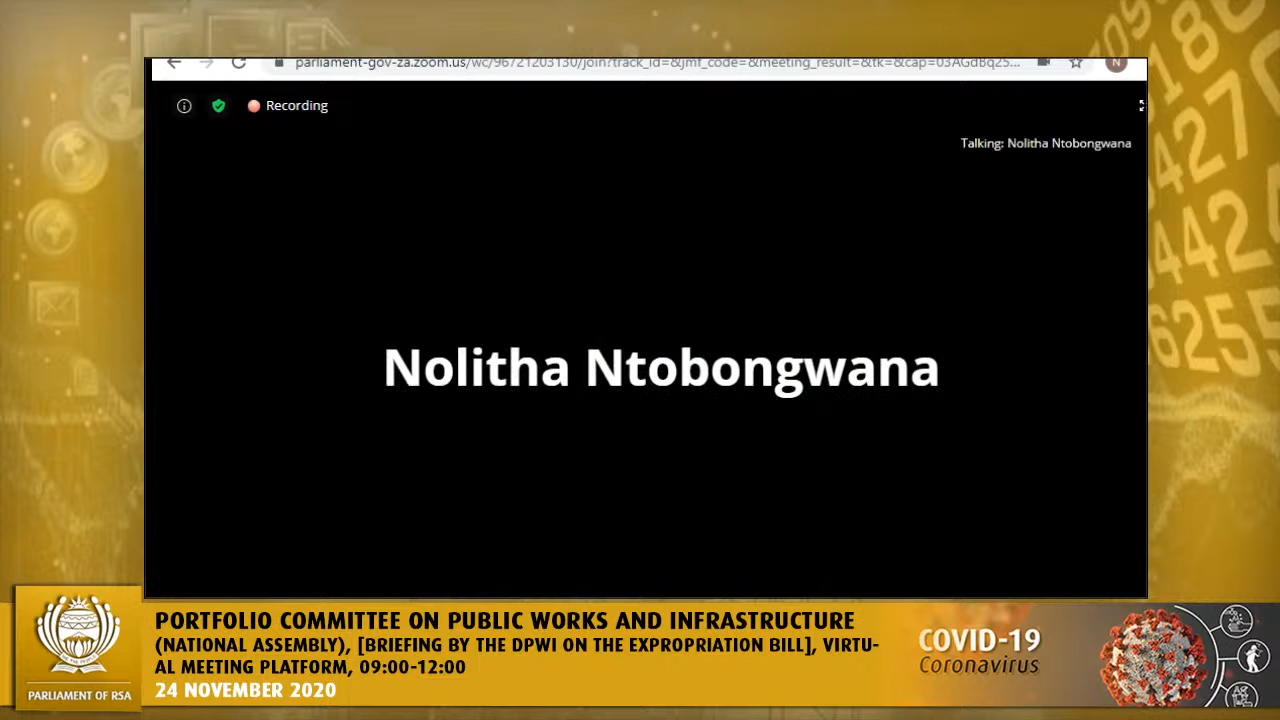 parliament-gov-za.zoom.us/wc/96721203130/join?track_id=&jmf_code=&meeting_result=&tk=&cap=03AGdBq25...
N
Recording
Talking: Nolitha Ntobongwana
Nolitha Ntobongwana
PORTFOLIO COMMITTEE ON PUBLIC WORKS AND INFRASTRUCTURE
(NATIONAL ASSEMBLY), [BRIEFING BY THE DPWI ON THE EXPROPRIATION BILL], VIRTU-
AL MEETING PLATFORM, 09:00-12:00
24 NOVEMBER 2020
PARLIAMENT OF RSA
COVID-19
Coronavirus